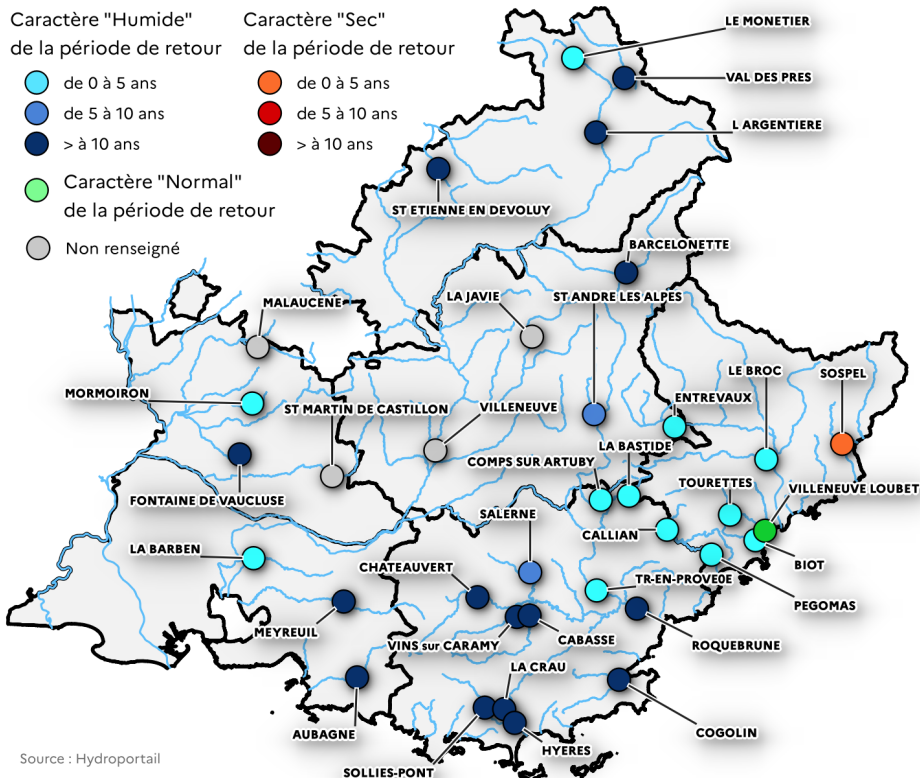 Caractère "Humide"
de la période de retour
de 0 à 5 ans
de 5 à 10 ans
> à 10 ans
Caractère "Sec"
de la période de retour
de 0 à 5 ans
de 5 à 10 ans
> à 10 ans
Caractère "Normal"
de la période de retour
Non renseigné
LE MONETIER
VAL DES PRES
L ARGENTIERE
ST ETIENNE EN DEVOLUY
BARCELONETTE
LA JAVIE
ST ANDRE LES ALPES
MALAUCENE
LE BROC
SOSPEL
MORMOIRON
ENTREVAUX
ST MARTIN DE CASTILLON
VILLENEUVE
LA BASTIDE
COMPS SUR ARTUBY
TOURETTES
VILLENEUVE LOUBET
FONTAINE DE VAUCLUSE
SALERNE
CALLIAN
LA BARBEN
BIOT
CHATEAUVERT
TR-EN-PROVE0E
PEGOMAS
MEYREUIL
VINS sur CARAMY
CABASSE
ROQUEBRUNE
LA CRAU
AUBAGNE
COGOLIN
HYERES
SOLLIES-PONT
Source : Hydroportail